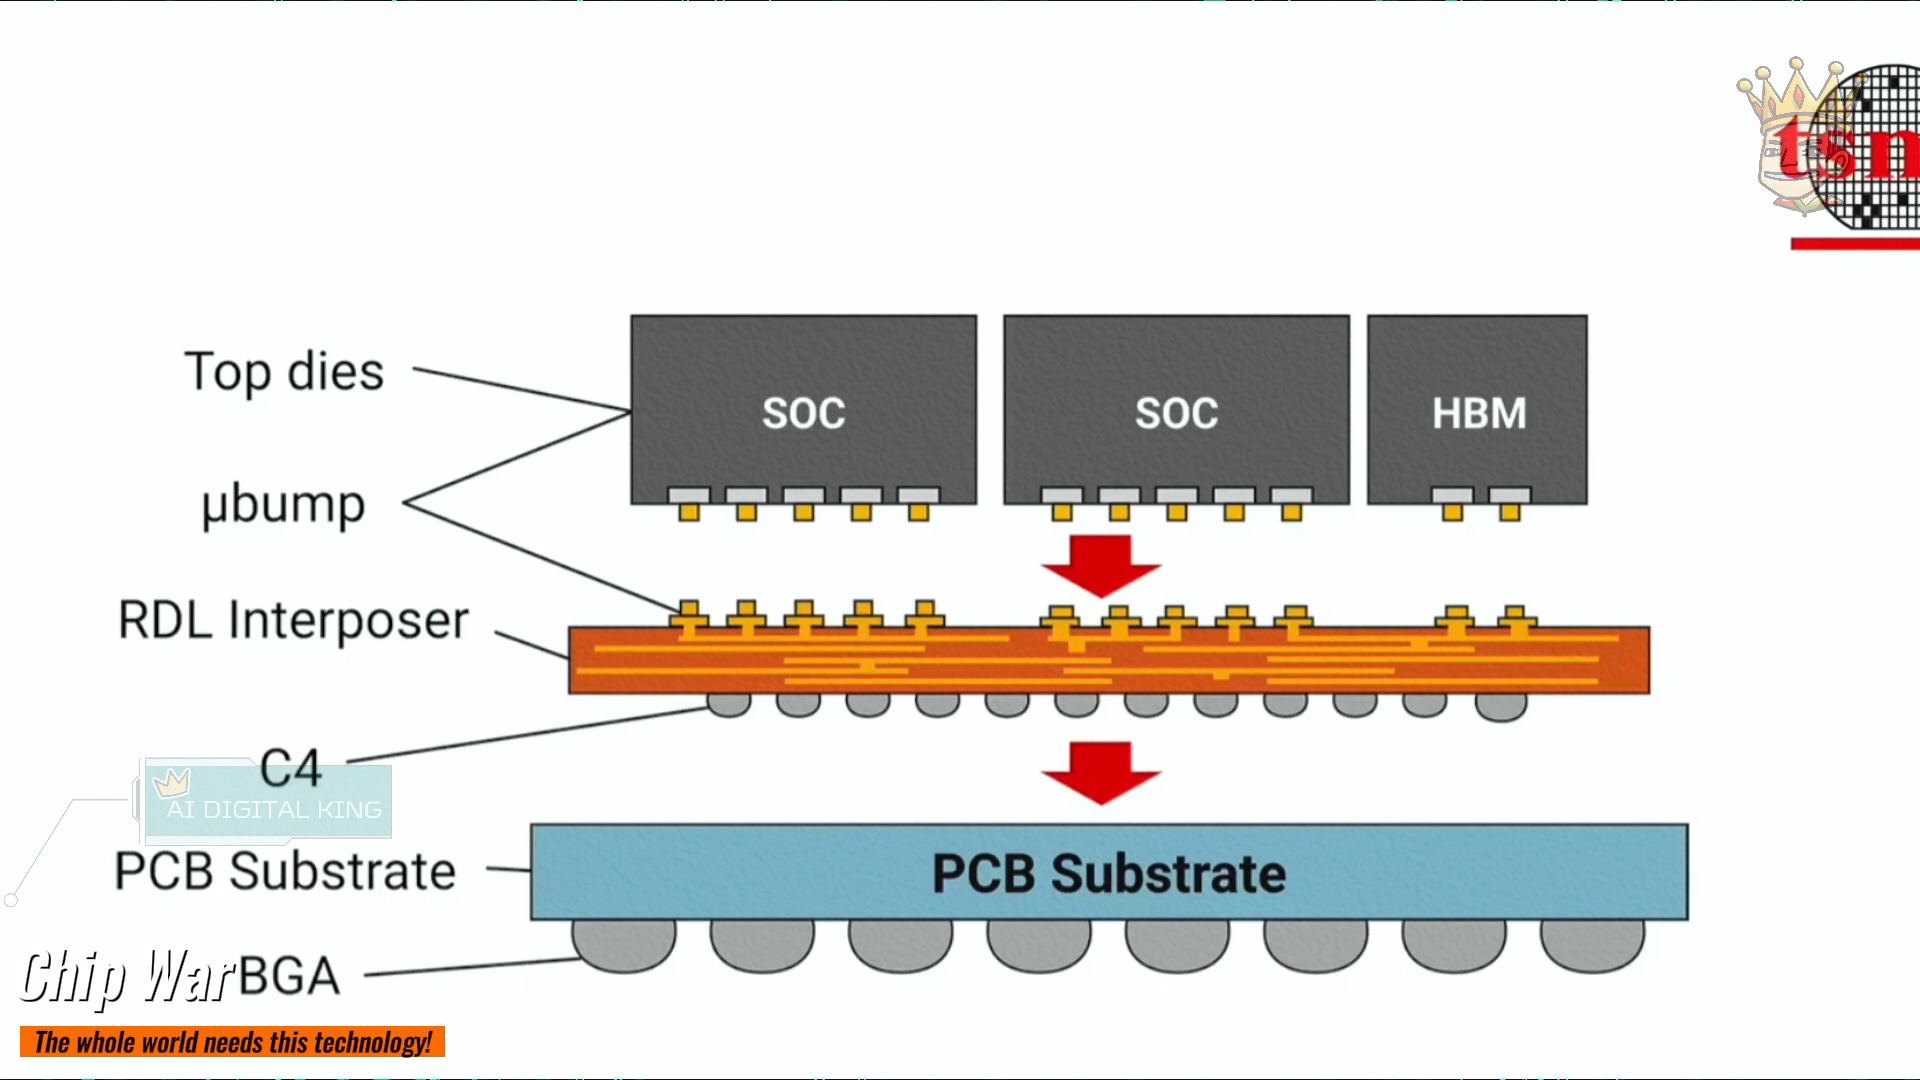 tsm
Top dies
SOC
SOC
HBM
µbump
RDL Interposer
C4
AI DIGITAL KING
PCB Substrate
PCB Substrate
Chip War
BGA
The whole world needs this technology!